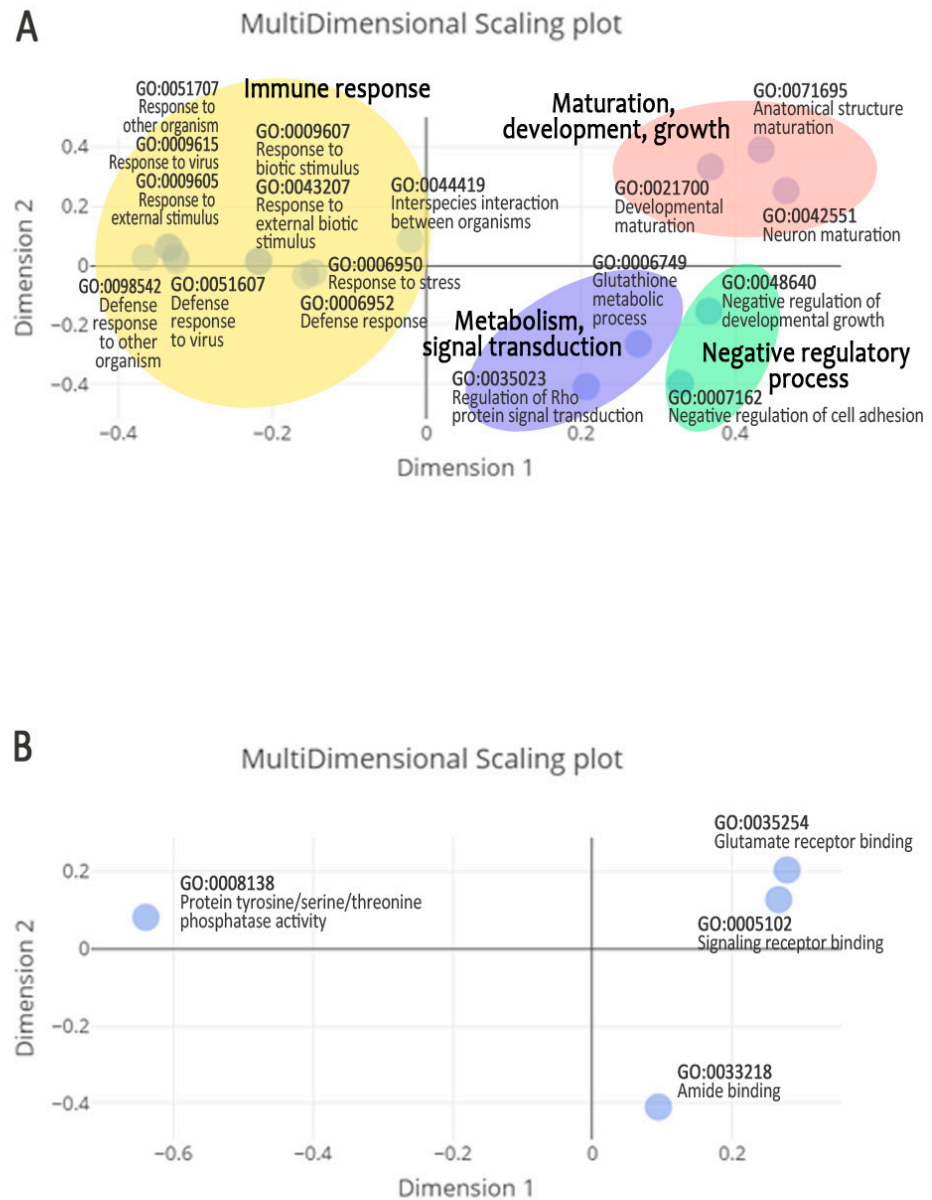 A
MultiDimensional Scaling plot
Immune response
GO:0051707
Response to
other organism
GO:0009615
Response to virus
GO:0009605
Response to
external stimulus
GO:0009607
Response to
biotic stimulus
GO:0043207
Response to
external biotic
stimulus
GO:0044419
Interspecies interaction
between organisms
GO:0098542
Defense
response
to other
organism
GO:0051607
Defense
response
to virus
GO:0006950
Response to stress
GO:0006952
Defense response
Maturation,
development, growth
GO:0071695
Anatomical structure
maturation
GO:0021700
Developmental
maturation
GO:0042551
Neuron maturation
GO:0006749
Glutathione
metabolic
process
Metabolism,
signal transduction
GO:0035023
Regulation of Rho
protein signal transduction
GO:0048640
Negative regulation of
developmental growth
Negative regulatory
process
GO:0007162
Negative regulation of cell adhesion
0.4
0.2
0
−0.2
−0.4
Dimension 2
−0.4
−0.2
0
0.2
0.4
Dimension 1
B
MultiDimensional Scaling plot
GO:0035254
Glutamate receptor binding
GO:0008138
Protein tyrosine/serine/threonine
phosphatase activity
GO:0005102
Signaling receptor binding
GO:0033218
Amide binding
0.2
0
−0.2
−0.4
Dimension 2
−0.6
−0.4
−0.2
0
0.2
Dimension 1